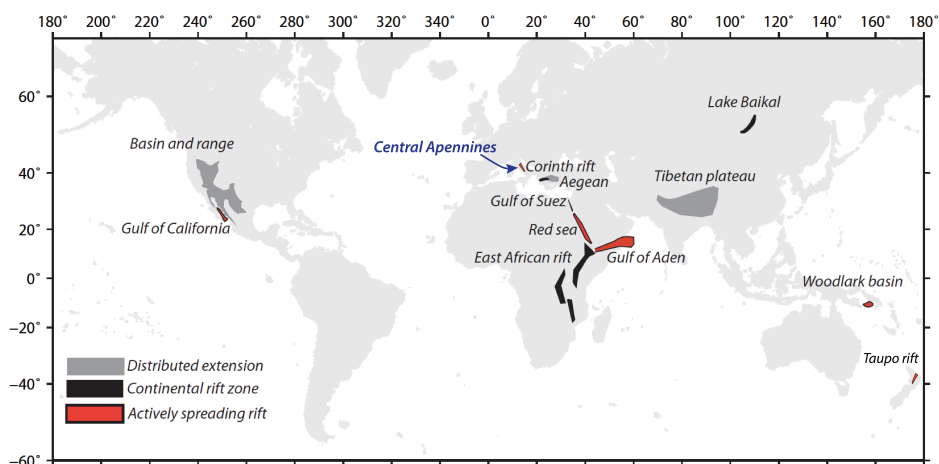 180° 200° 220° 240° 260° 280° 300° 320° 340° 0° 20° 40° 60° 80° 100° 120° 140° 160° 180°
60°
40°
20°
0°
−20°
−40°
−60°
Lake Baikal
Basin and range
Central Apennines
Corinth rift
Aegean
Tibetan plateau
Gulf of Suez
Gulf of California
Red sea
East African rift
Gulf of Aden
Woodlark basin
Taupo rift
Distributed extension
Continental rift zone
Actively spreading rift